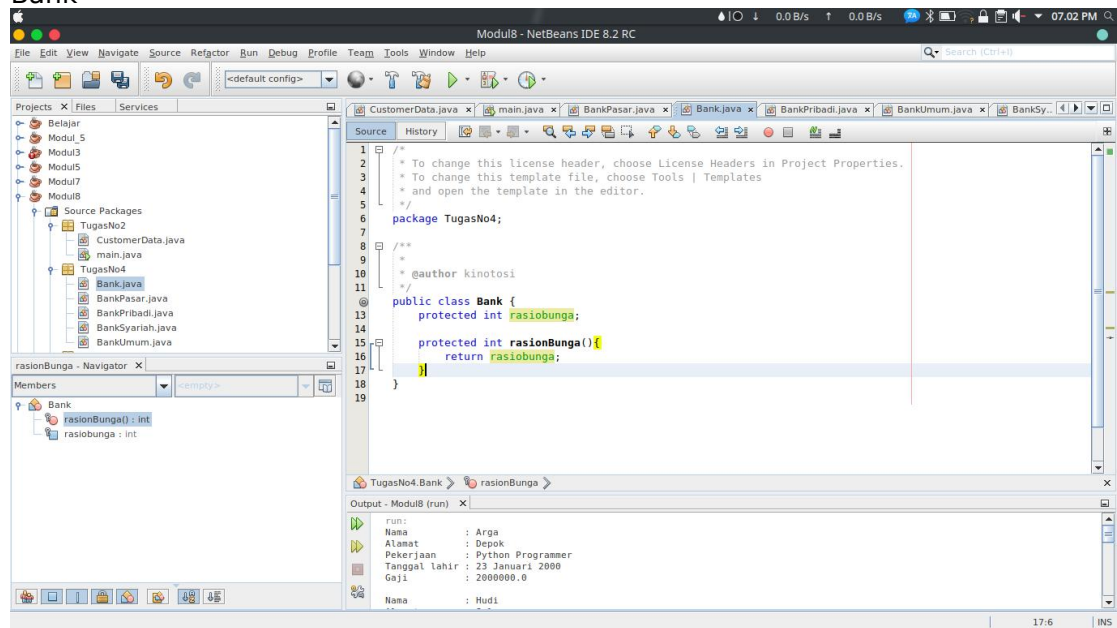 Bank
0.0 B/s ↑ 0.0 B/s 07.02 PM
Modul8 - NetBeans IDE 8.2 RC
File Edit View Navigate Source Refactor Run Debug Profile Team Tools Window Help
Search (Ctrl+I)
<default config>
Projects Files Services
Belajar
Modul_5
Modul3
Modul5
Modul7
Modul8
Source Packages
TugasNo2
CustomerData.java
main.java
TugasNo4
Bank.java
BankPasar.java
BankPribadi.java
BankSyariah.java
BankUmum.java
rasionBunga - Navigator
Members <empty>
Bank
rasionBunga() : int
rasiobunga : int
CustomerData.java main.java BankPasar.java Bank.java BankPribadi.java BankUmum.java BankSy...
Source History
1 /*
2 * To change this license header, choose License Headers in Project Properties.
3 * To change this template file, choose Tools | Templates
4 * and open the template in the editor.
5 */
6 package TugasNo4;
7
8 /**
9 *
10 * @author kinotosi
11 */
public class Bank {
13 protected int rasiobunga;
14
15 protected int rasionBunga(){
16 return rasiobunga;
17 }
18 }
19
TugasNo4.Bank rasionBunga
Output - Modul8 (run)
run:
Nama : Arga
Alamat : Depok
Pekerjaan : Python Programmer
Tanggal lahir : 23 Januari 2000
Gaji : 2000000.0
Nama : Hudi
17:6 INS